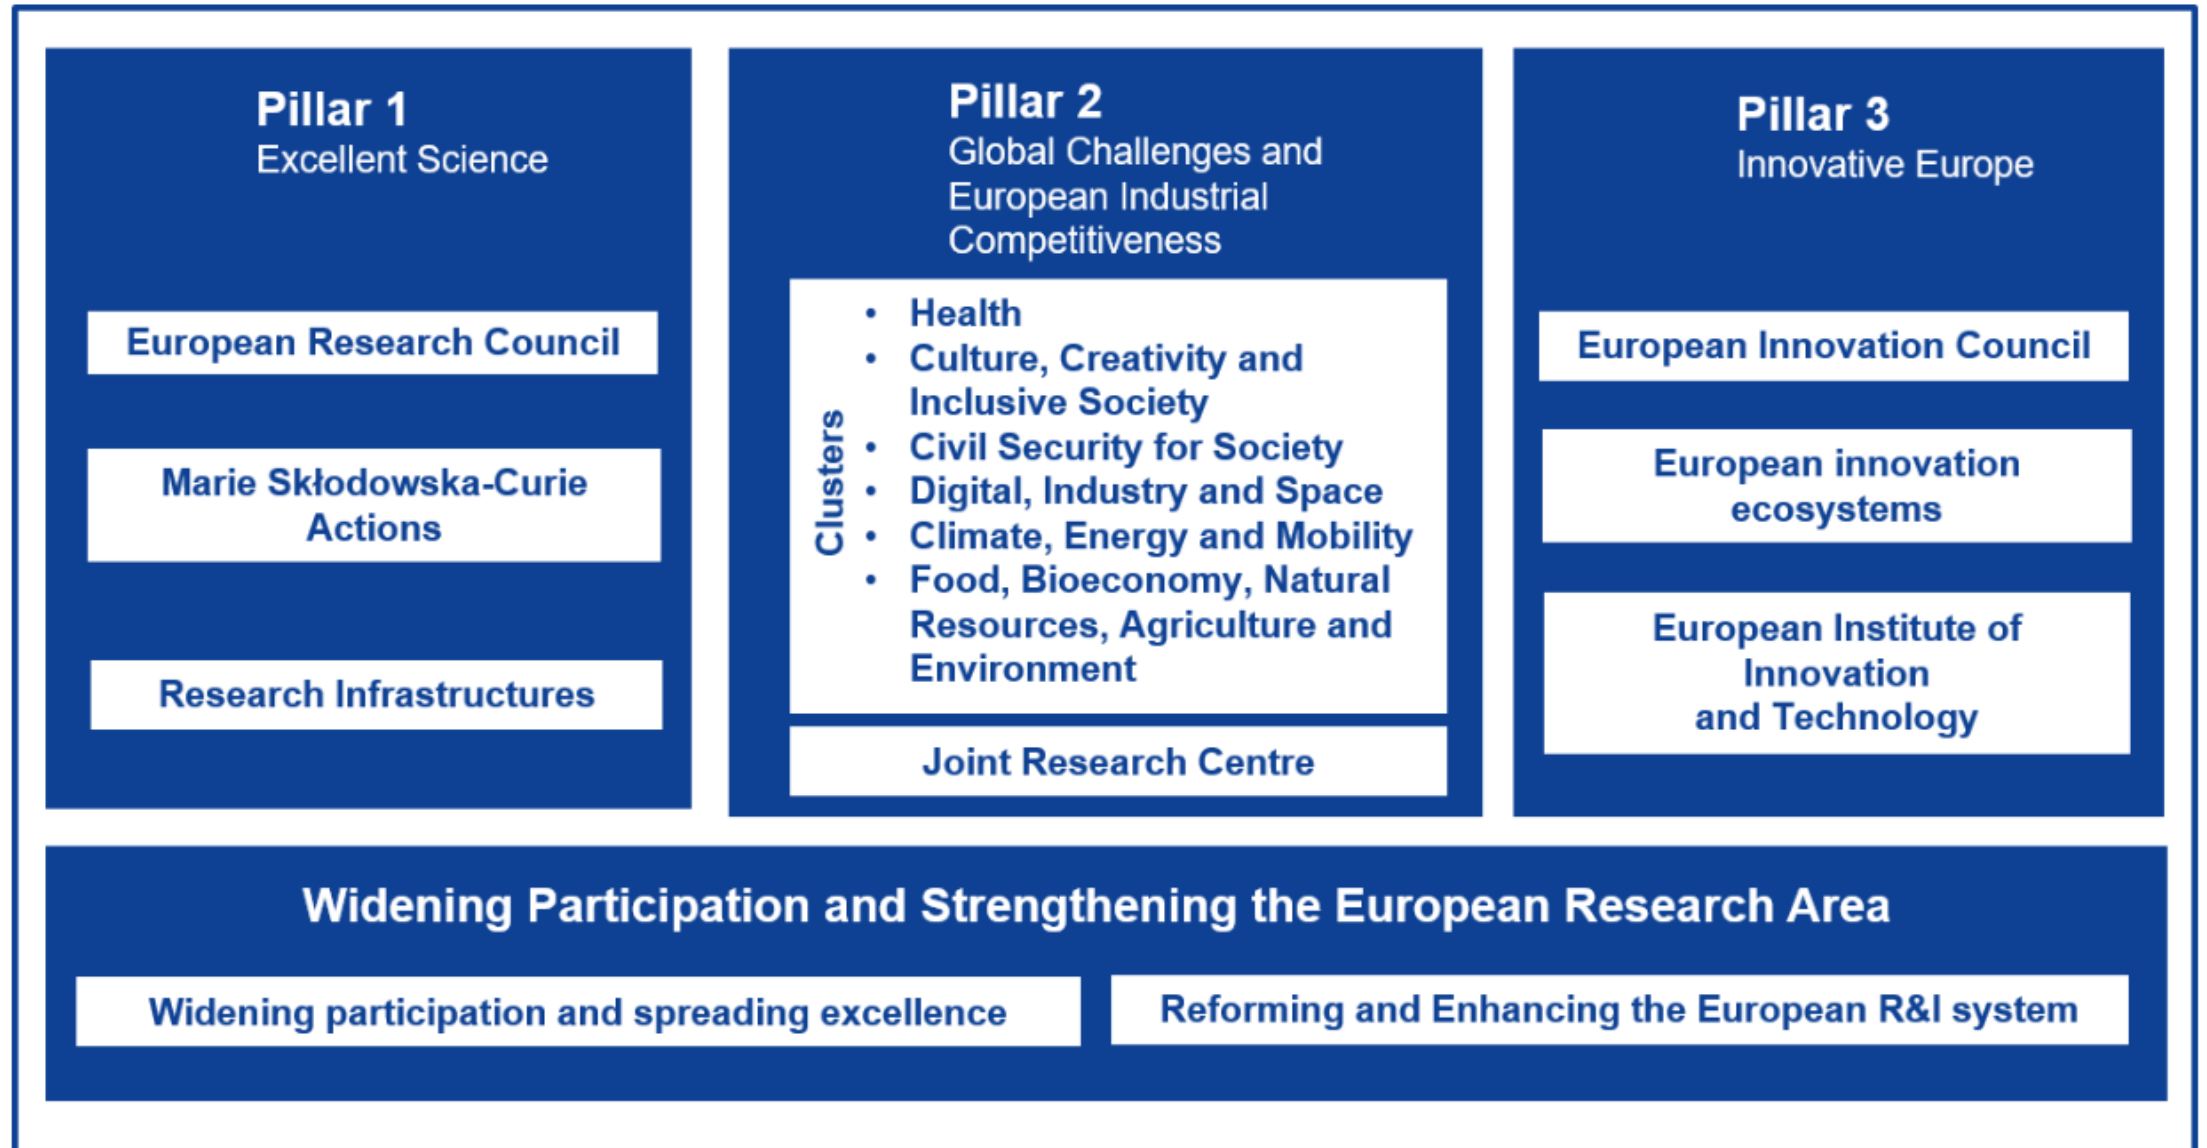 Pillar 1
Excellent Science
European Research Council
Marie Skłodowska-Curie
Actions
Research Infrastructures
Pillar 2
Global Challenges and
European Industrial
Competitiveness
Clusters
• Health
• Culture, Creativity and
Inclusive Society
• Civil Security for Society
• Digital, Industry and Space
• Climate, Energy and Mobility
• Food, Bioeconomy, Natural
Resources, Agriculture and
Environment
Joint Research Centre
Pillar 3
Innovative Europe
European Innovation Council
European innovation
ecosystems
European Institute of
Innovation
and Technology
Widening Participation and Strengthening the European Research Area
Widening participation and spreading excellence
Reforming and Enhancing the European R&I system